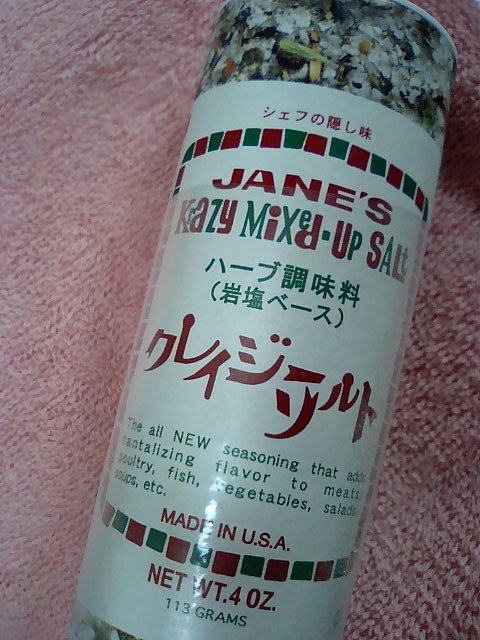 シェフの隠し味
JANE'S
Krazy Mixed-Up Salt
ハーブ調味料
（岩塩ベース）
クレイジーソルト
The all NEW seasoning that adds
tantalizing flavor to meats,
poultry, fish, vegetables, salads,
soups, etc.
MADE IN U.S.A.
NET WT.4 OZ.
113 GRAMS